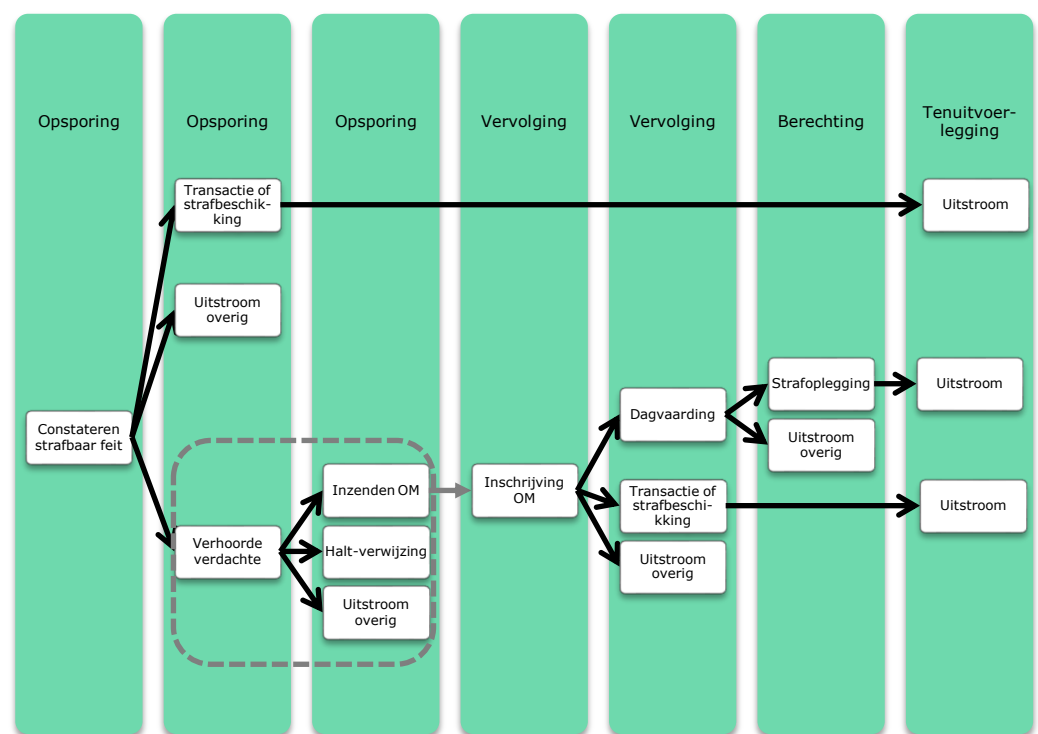 Opsporing
Opsporing
Opsporing
Vervolging
Vervolging
Berechting
Tenuitvoer-
legging
Transactie of
strafbeschik-
king
Uitstroom
Uitstroom
overig
Constateren
strafbaar feit
Verhoorde
verdachte
Inzenden OM
Halt-verwijzing
Uitstroom
overig
Inschrijving
OM
Dagvaarding
Transactie of
strafbeschi-
kking
Uitstroom
overig
Strafoplegging
Uitstroom
overig
Uitstroom
Uitstroom